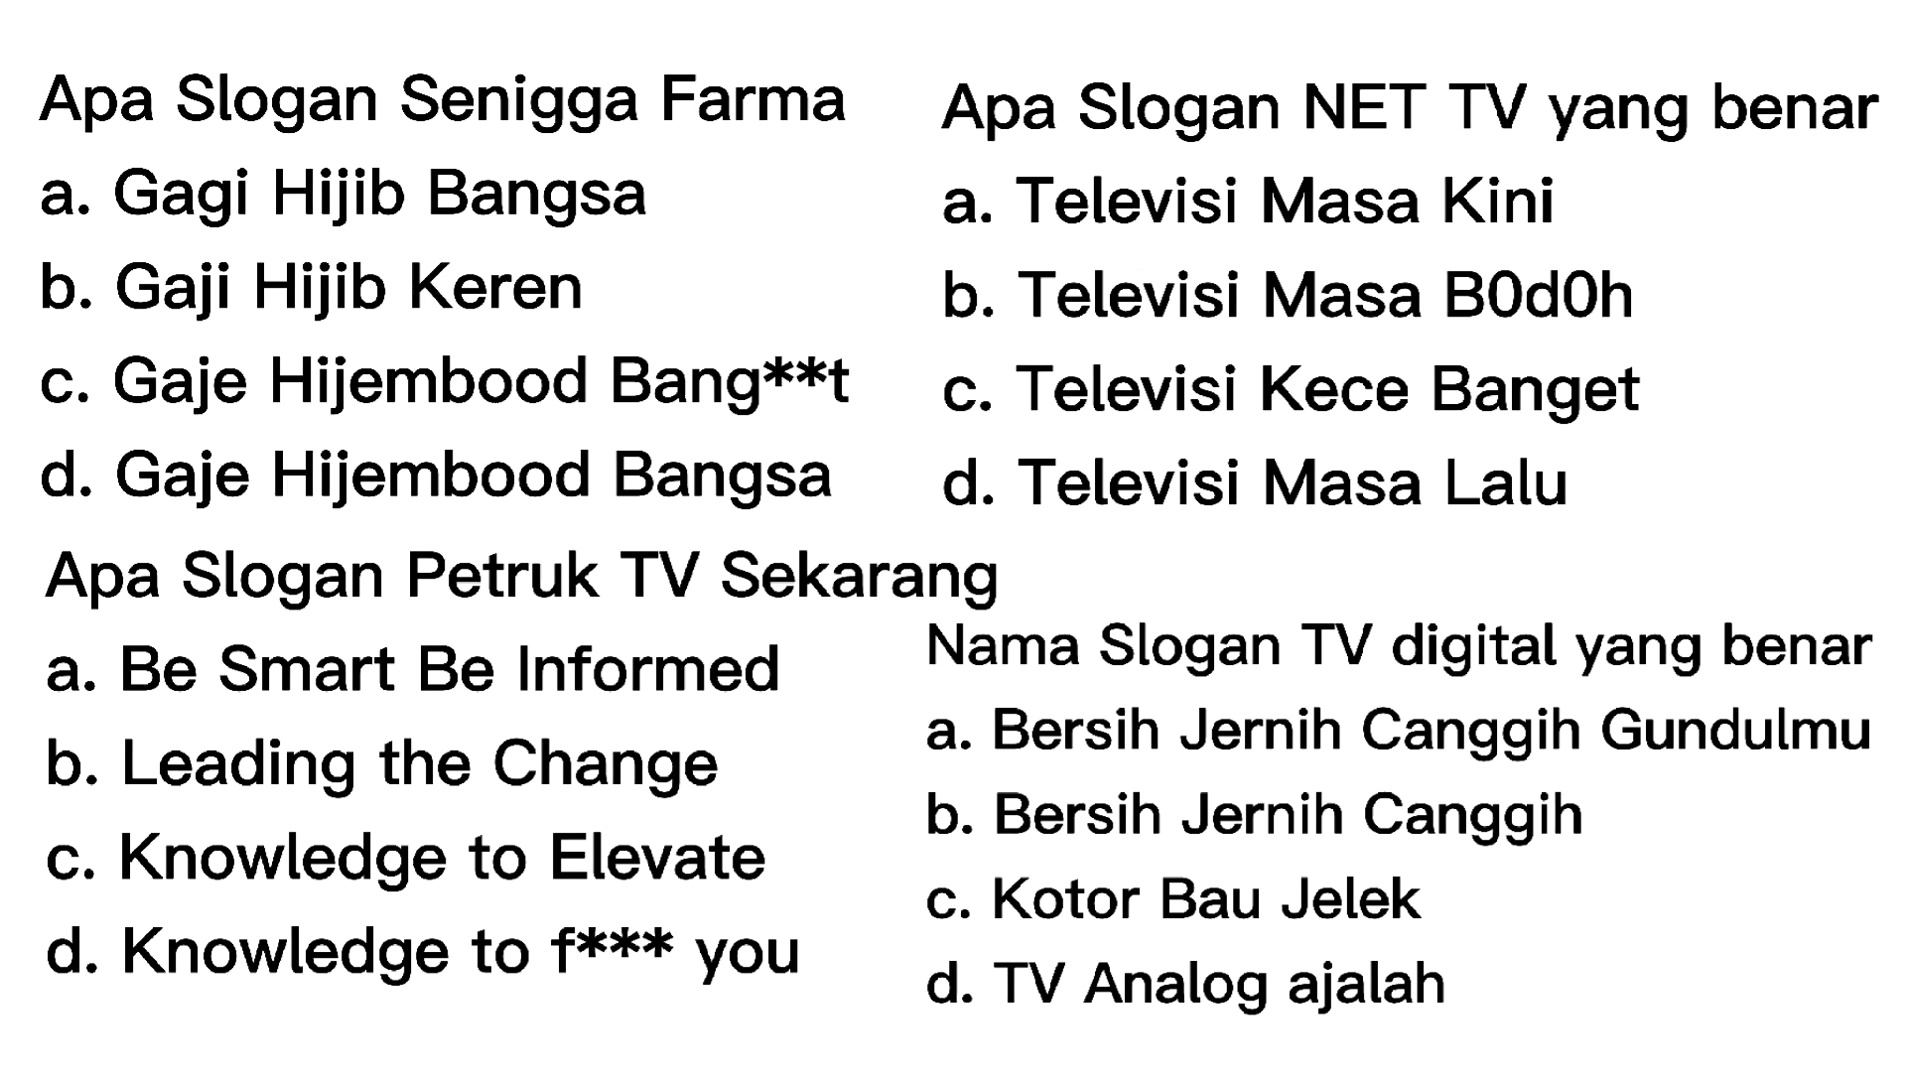 Apa Slogan Senigga Farma
a. Gagi Hijib Bangsa
b. Gaji Hijib Keren
c. Gaje Hijembood Bang**t
d. Gaje Hijembood Bangsa
Apa Slogan NET TV yang benar
a. Televisi Masa Kini
b. Televisi Masa B0d0h
c. Televisi Kece Banget
d. Televisi Masa Lalu
Apa Slogan Petruk TV Sekarang
a. Be Smart Be Informed
b. Leading the Change
c. Knowledge to Elevate
d. Knowledge to f*** you
Nama Slogan TV digital yang benar
a. Bersih Jernih Canggih Gundulmu
b. Bersih Jernih Canggih
c. Kotor Bau Jelek
d. TV Analog ajalah